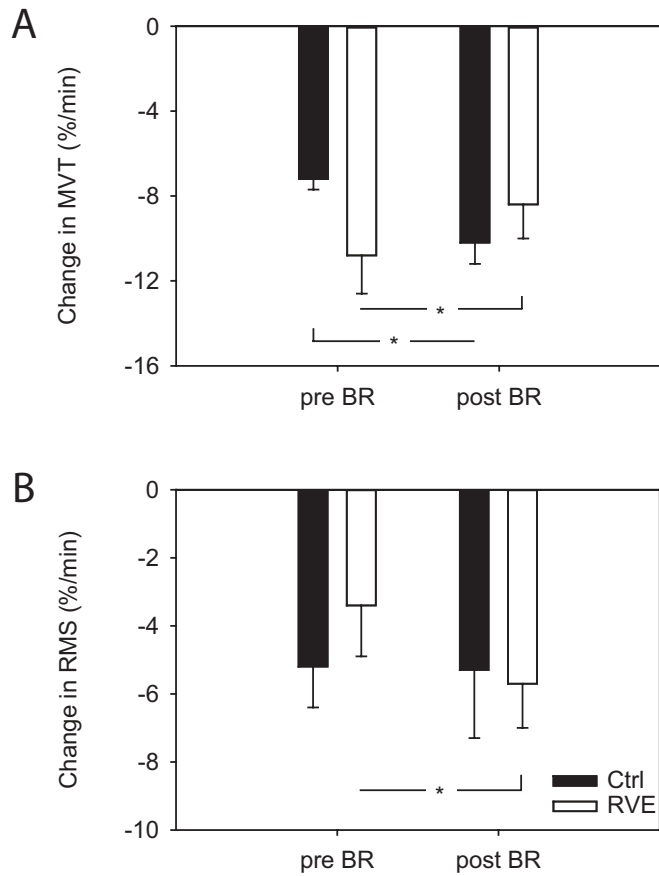 A
Change in MVT (%/min)
0
-4
-8
-12
-16
*
*
pre BR
post BR
B
Change in RMS (%/min)
0
-2
-4
-6
-8
-10
*
Ctrl
RVE
pre BR
post BR